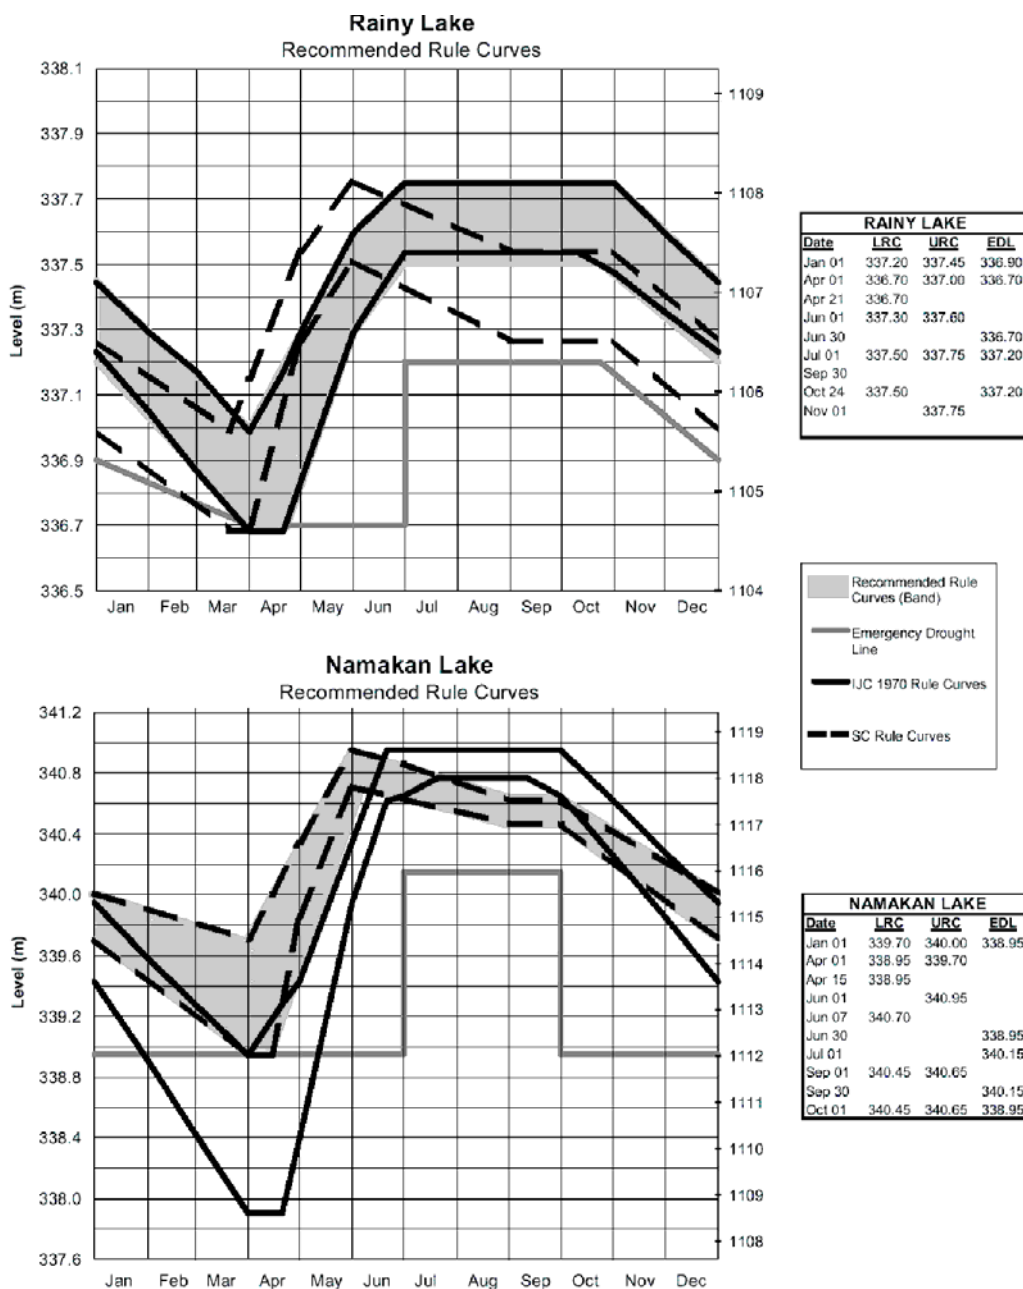 Rainy Lake
Recommended Rule Curves
338.1
337.9
337.7
337.5
337.3
337.1
336.9
336.7
336.5
Level (m)
1109
1108
1107
1106
1105
1104
Jan Feb Mar Apr May Jun Jul Aug Sep Oct Nov Dec
RAINY LAKE
Date LRC URC EDL
Jan 01 337.20 337.45 336.90
Apr 01 336.70 337.00 336.70
Apr 21 336.70
Jun 01 337.30 337.60
Jun 30 336.70
Jul 01 337.50 337.75 337.20
Sep 30
Oct 24 337.50 337.20
Nov 01 337.75
Recommended Rule
Curves (Band)
Emergency Drought
Line
IJC 1970 Rule Curves
SC Rule Curves
Namakan Lake
Recommended Rule Curves
341.2
340.8
340.4
340.0
339.6
339.2
338.8
338.4
338.0
337.6
Level (m)
1119
1118
1117
1116
1115
1114
1113
1112
1111
1110
1109
1108
Jan Feb Mar Apr May Jun Jul Aug Sep Oct Nov Dec
NAMAKAN LAKE
Date LRC URC EDL
Jan 01 339.70 340.00 338.95
Apr 01 338.95 339.70
Apr 15 338.95
Jun 01 340.95
Jun 07 340.70
Jun 30 338.95
Jul 01 340.15
Sep 01 340.45 340.65
Sep 30 340.15
Oct 01 340.45 340.65 338.95